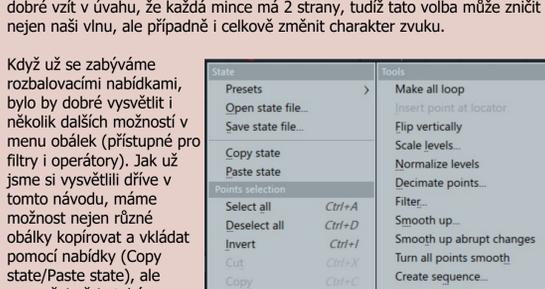 dobré vzít v úvahu, že každá mince má 2 strany, tudíž tato volba může zničit
nejen naši vlnu, ale případně i celkově změnit charakter zvuku.
Když už se zabýváme
rozbalovacími nabídkami,
bylo by dobré vysvětlit i
několik dalších možností v
menu obálek (přístupné pro
filtry i operátory). Jak už
jsme si vysvětlili dříve v
tomto návodu, máme
možnost nejen různé
obálky kopírovat a vkládat
pomocí nabídky (Copy
state/Paste state), ale
State
Presets >
Open state file...
Save state file...
Copy state
Paste state
Points selection
Select all Ctrl+A
Deselect all Ctrl+D
Invert Ctrl+I
Cut Ctrl+X
Copy Ctrl+C
Tools
Make all loop
Insert point at locator
Flip vertically
Scale levels...
Normalize levels
Decimate points...
Filter...
Smooth up...
Smooth up abrupt changes
Turn all points smooth
Create sequence...